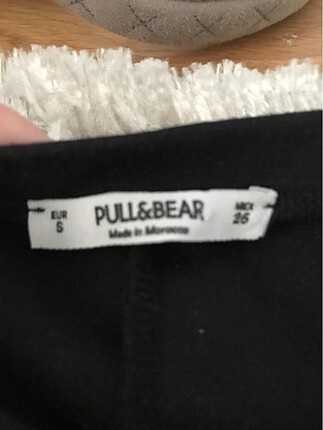 EUR
S
PULL&BEAR
Made in Morocco
MEX
26